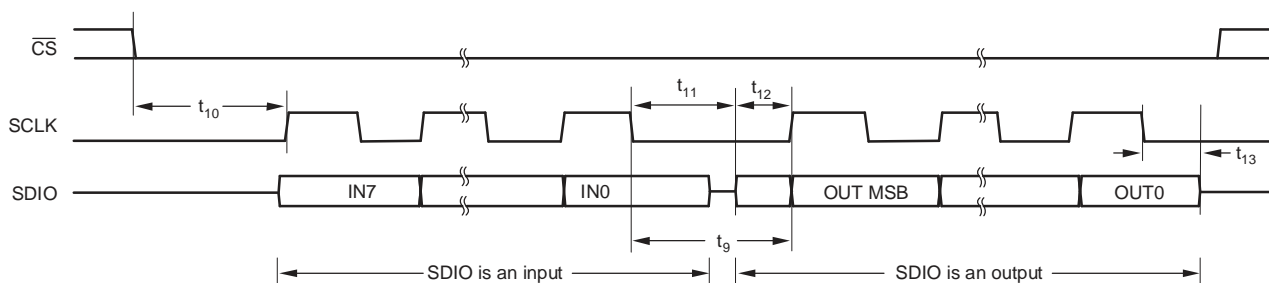 CS
t10
t11
t12
SCLK
t13
SDIO
IN7
IN0
OUT MSB
OUT0
t9
SDIO is an input
SDIO is an output